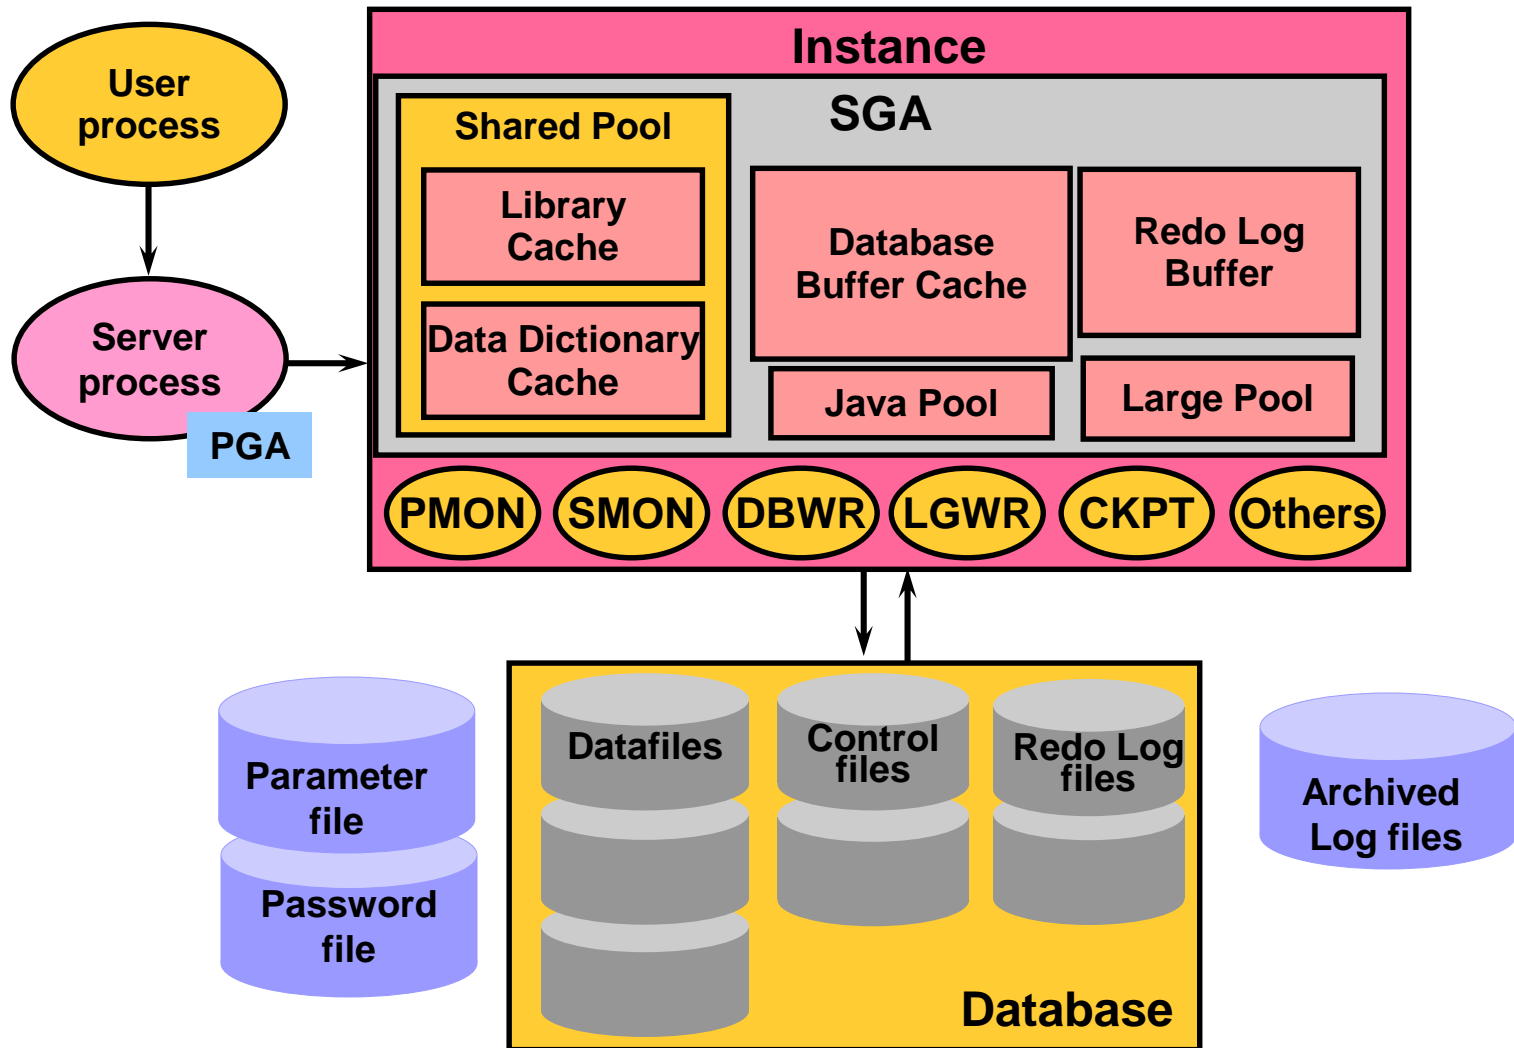 User
process
Server
process
PGA
Instance
SGA
Shared Pool
Library
Cache
Data Dictionary
Cache
Database
Buffer Cache
Redo Log
Buffer
Java Pool
Large Pool
PMON
SMON
DBWR
LGWR
CKPT
Others
Parameter
file
Password
file
Datafiles
Control
files
Redo Log
files
Database
Archived
Log files